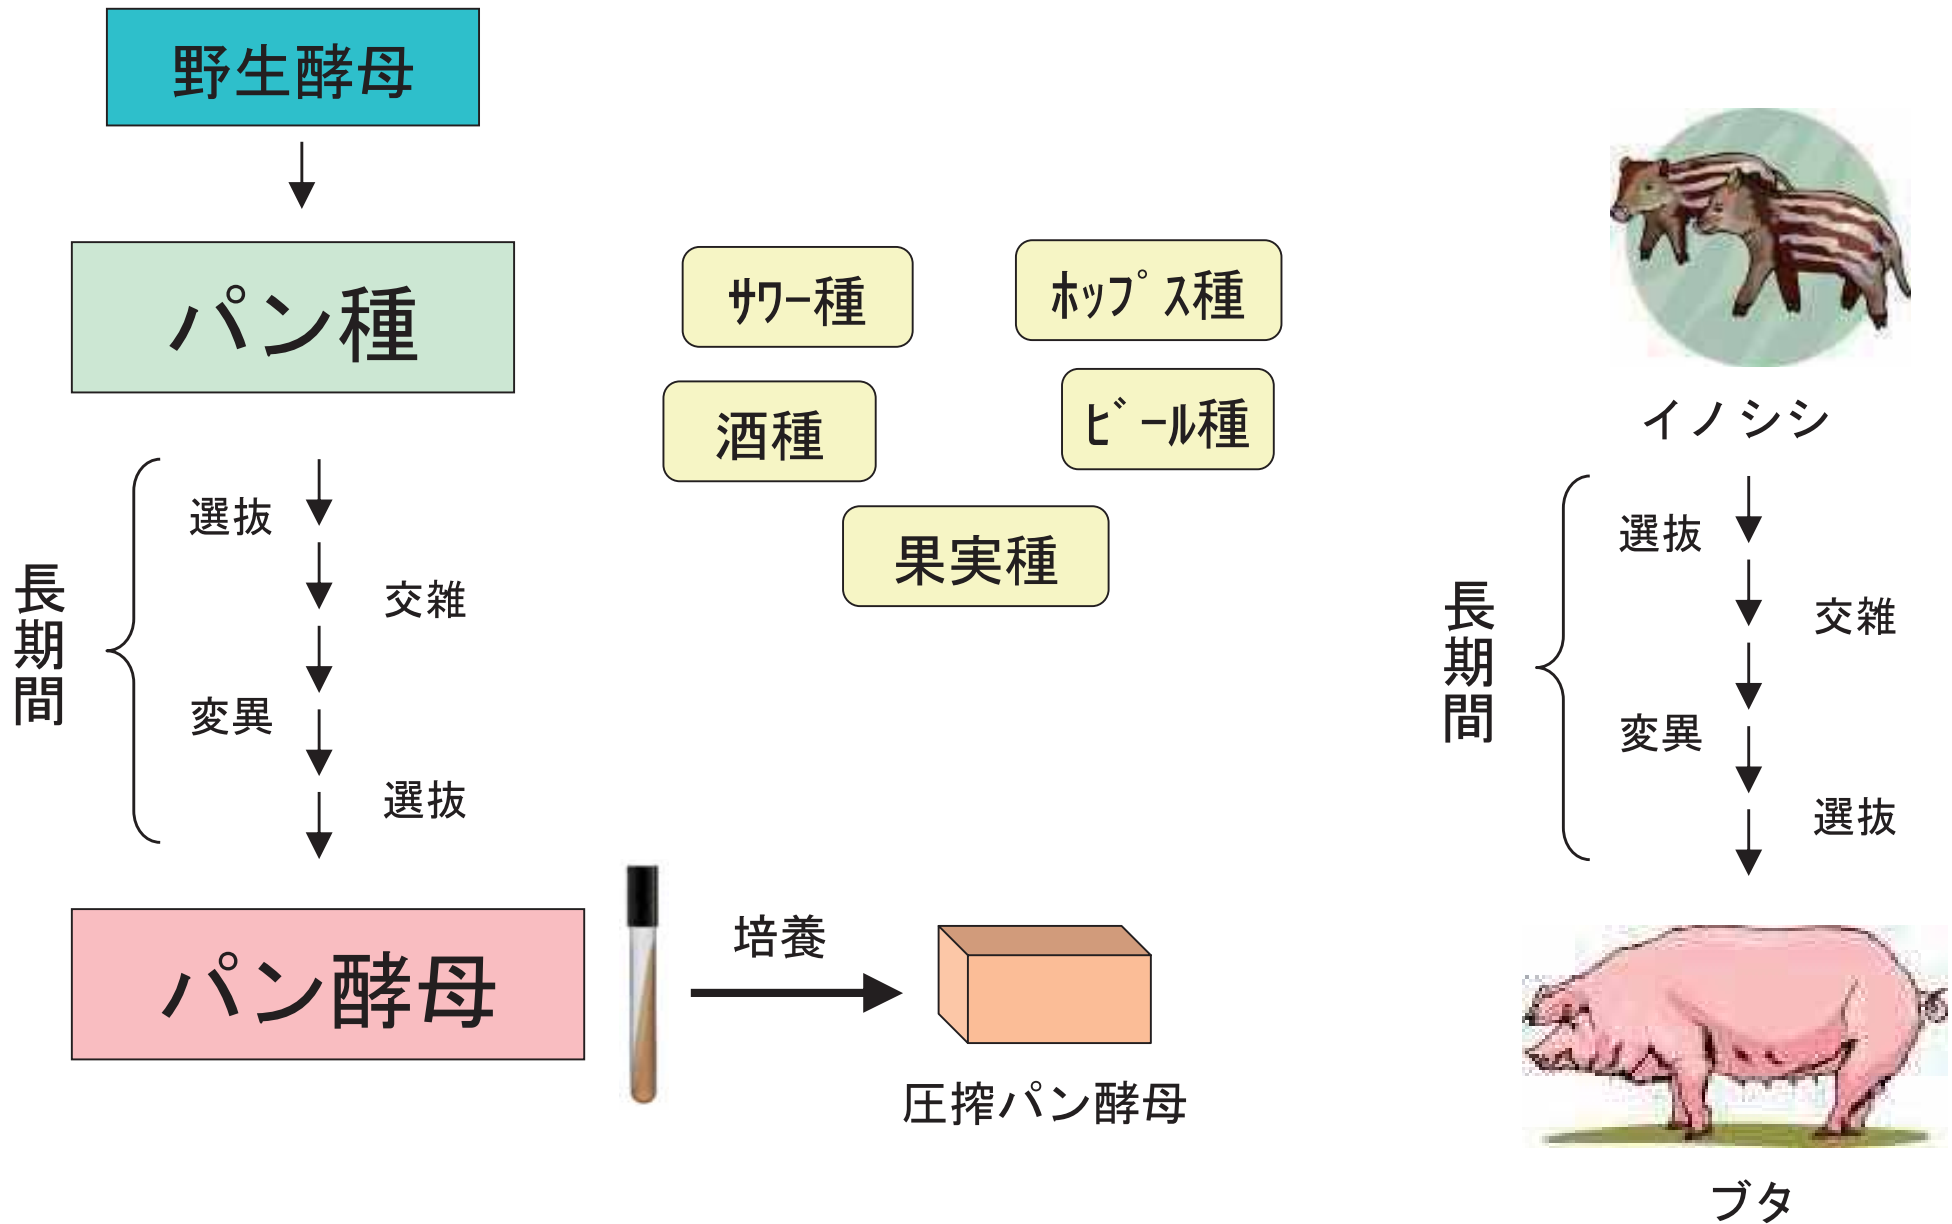 野生酵母
パン種
ｻﾜｰ種
ﾎｯﾌﾟｽ種
酒種
ﾋﾞｰﾙ種
果実種
長期間
選抜
交雑
変異
選抜
パン酵母
培養
圧搾パン酵母
イノシシ
長期間
選抜
交雑
変異
選抜
ブタ